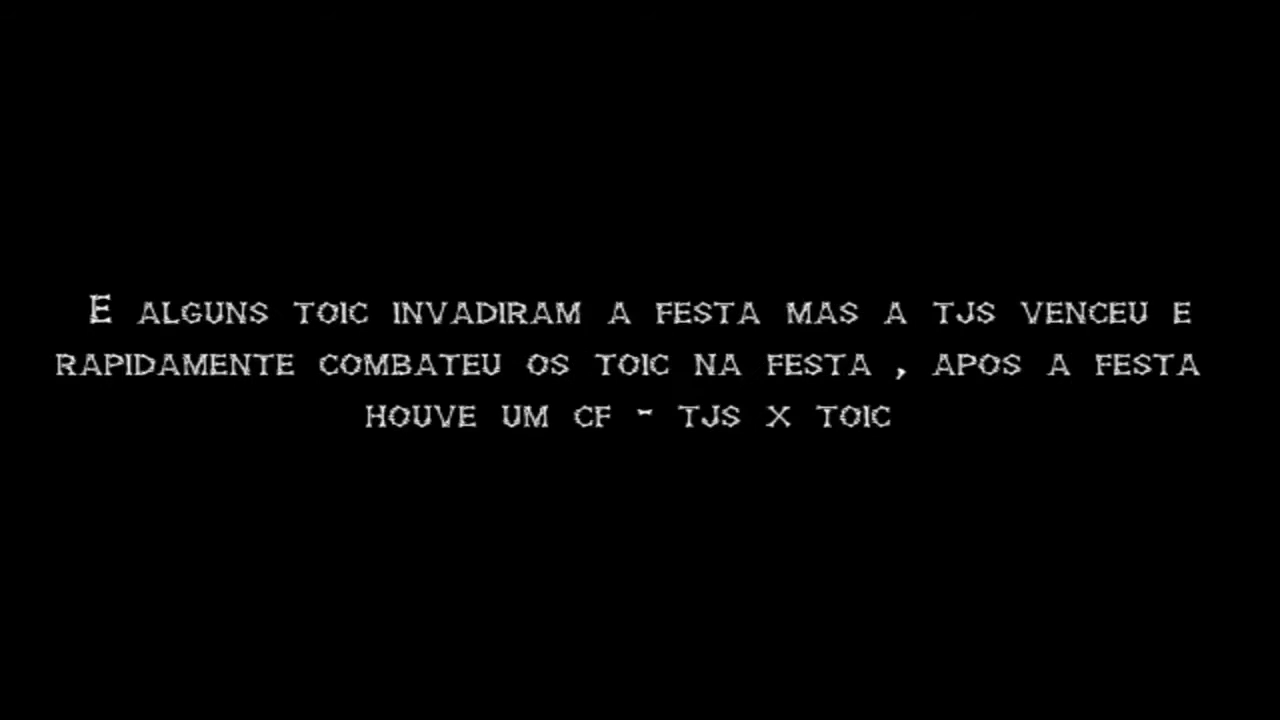 E ALGUNS TOIC INVADIRAM A FESTA MAS A TJS VENCEU E
RAPIDAMENTE COMBATEU OS TOIC NA FESTA , APOS A FESTA
HOUVE UM CF - TJS X TOIC